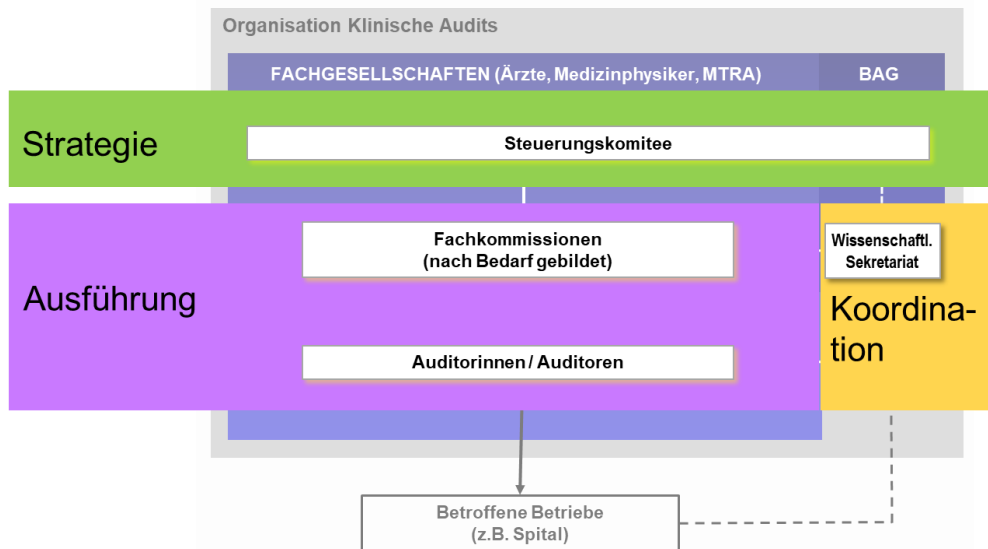 Organisation Klinische Audits
FACHGESELLSCHAFTEN (Ärzte, Medizinphysiker, MTRA)
BAG
Strategie
Steuerungskomitee
Ausführung
Fachkommissionen
(nach Bedarf gebildet)
Wissenschaftl.
Sekretariat
Koordina-
tion
Auditorinnen / Auditoren
Betroffene Betriebe
(z.B. Spital)